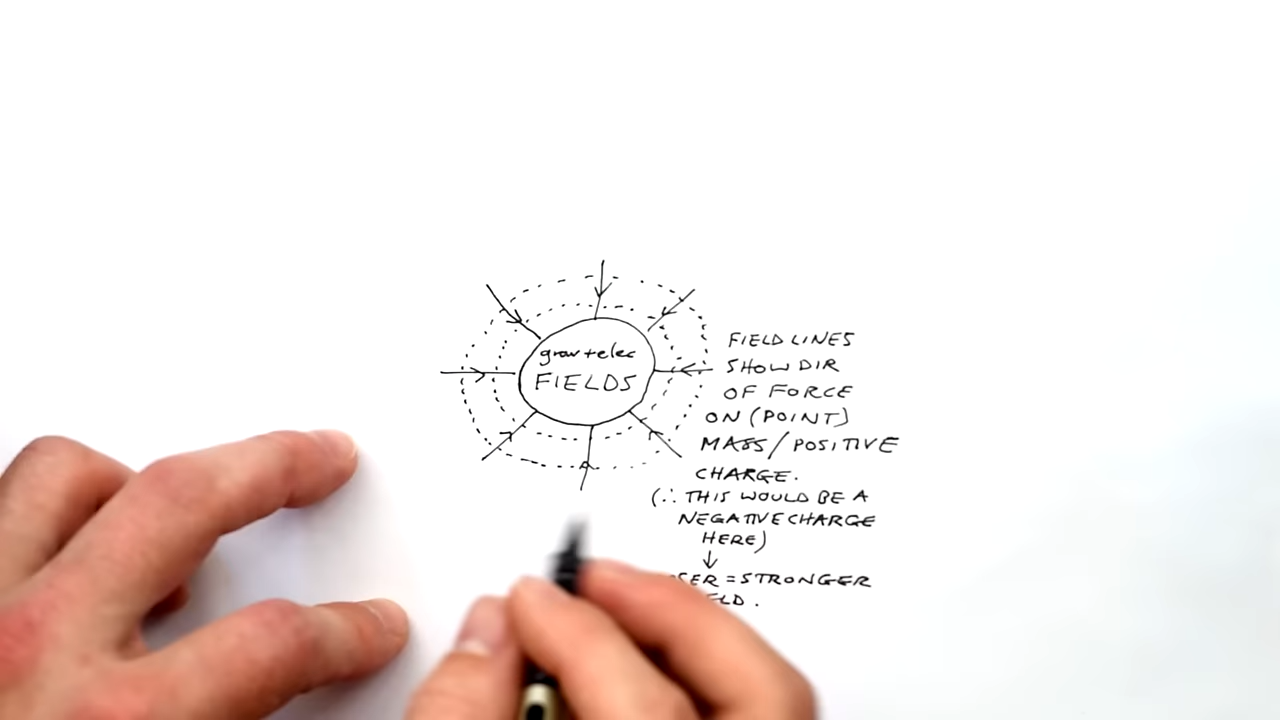 grav + elec
FIELDS
FIELD LINES
SHOW DIR
OF FORCE
ON (POINT)
MASS/POSITIVE
CHARGE.
(∴ THIS WOULD BE A
NEGATIVE CHARGE
HERE)
↓
= STRONGER